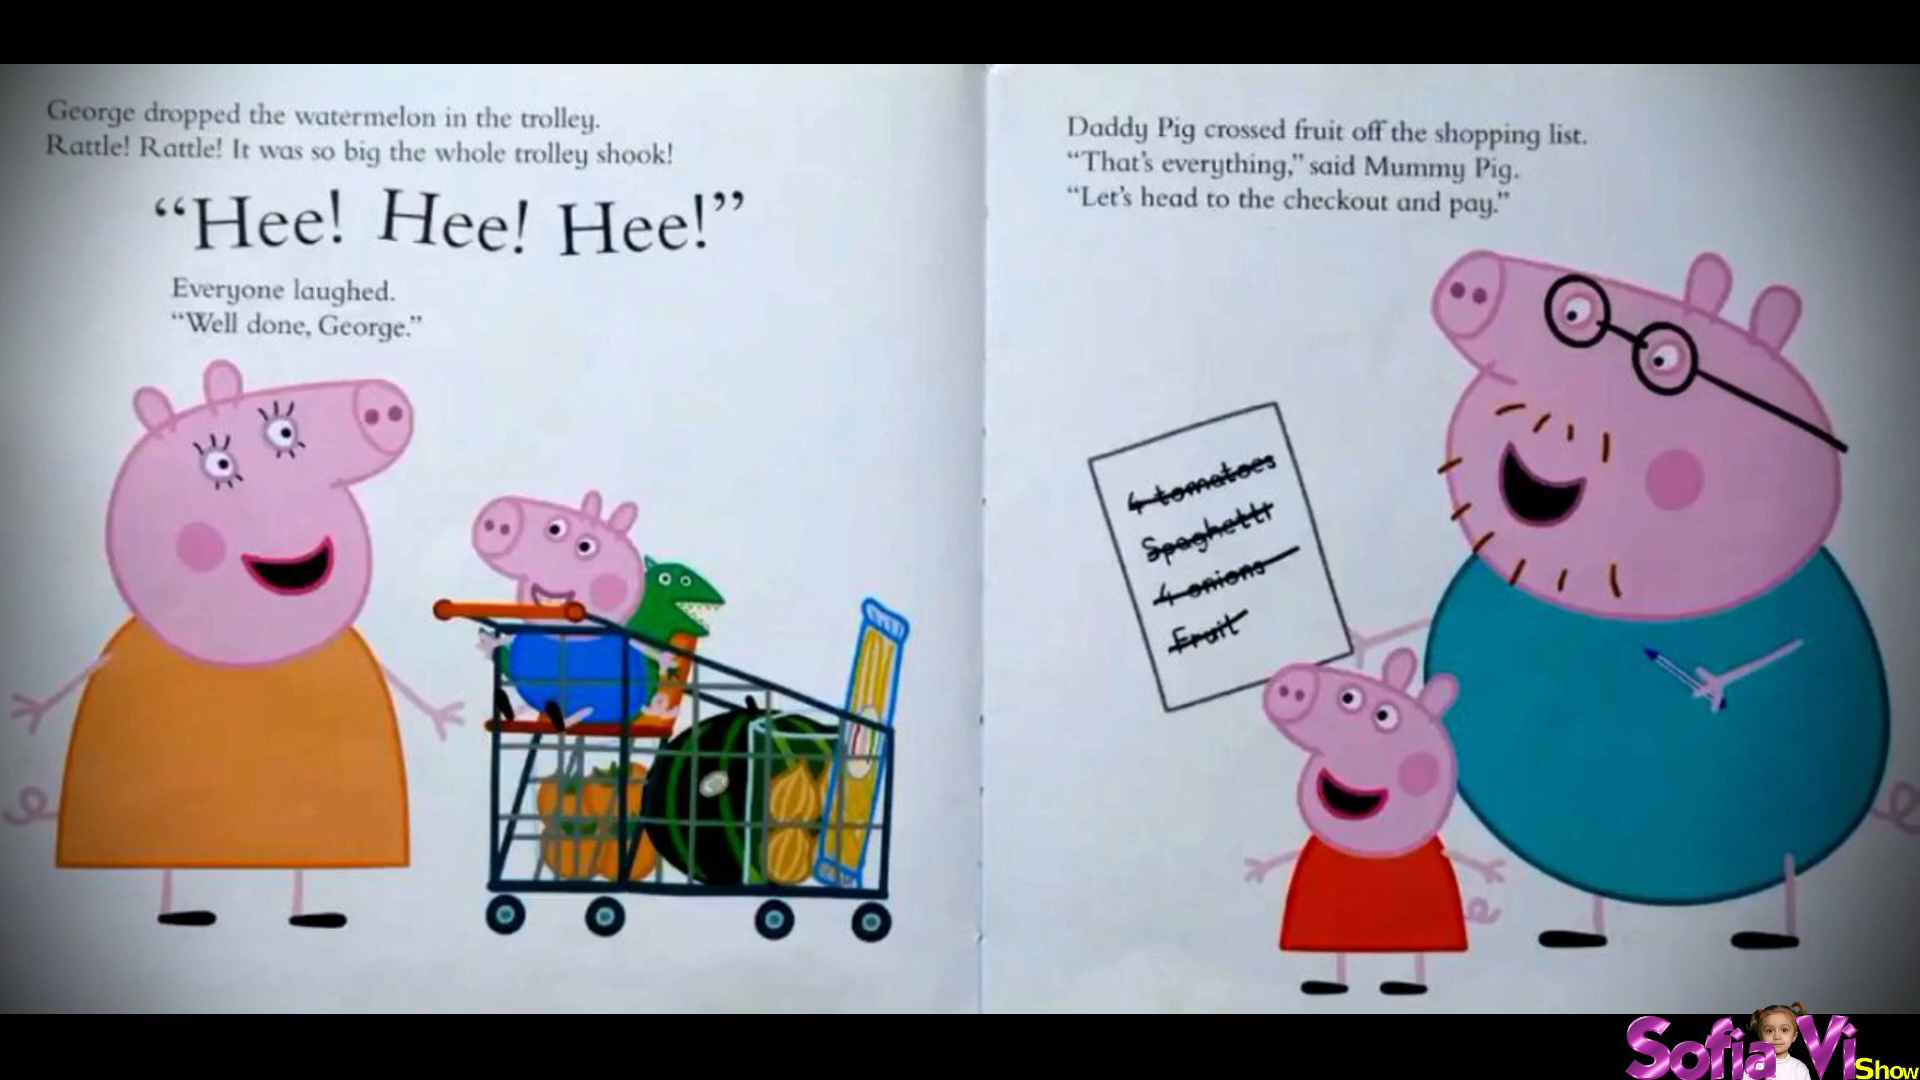 George dropped the watermelon in the trolley.
Rattle! Rattle! It was so big the whole trolley shook!
“Hee! Hee! Hee!”
Everyone laughed.
“Well done, George.”
Daddy Pig crossed fruit off the shopping list.
“That’s everything,” said Mummy Pig.
“Let’s head to the checkout and pay.”
4 tomatoes
Spaghetti
4 onions
Fruit
Sofia Vi
Show